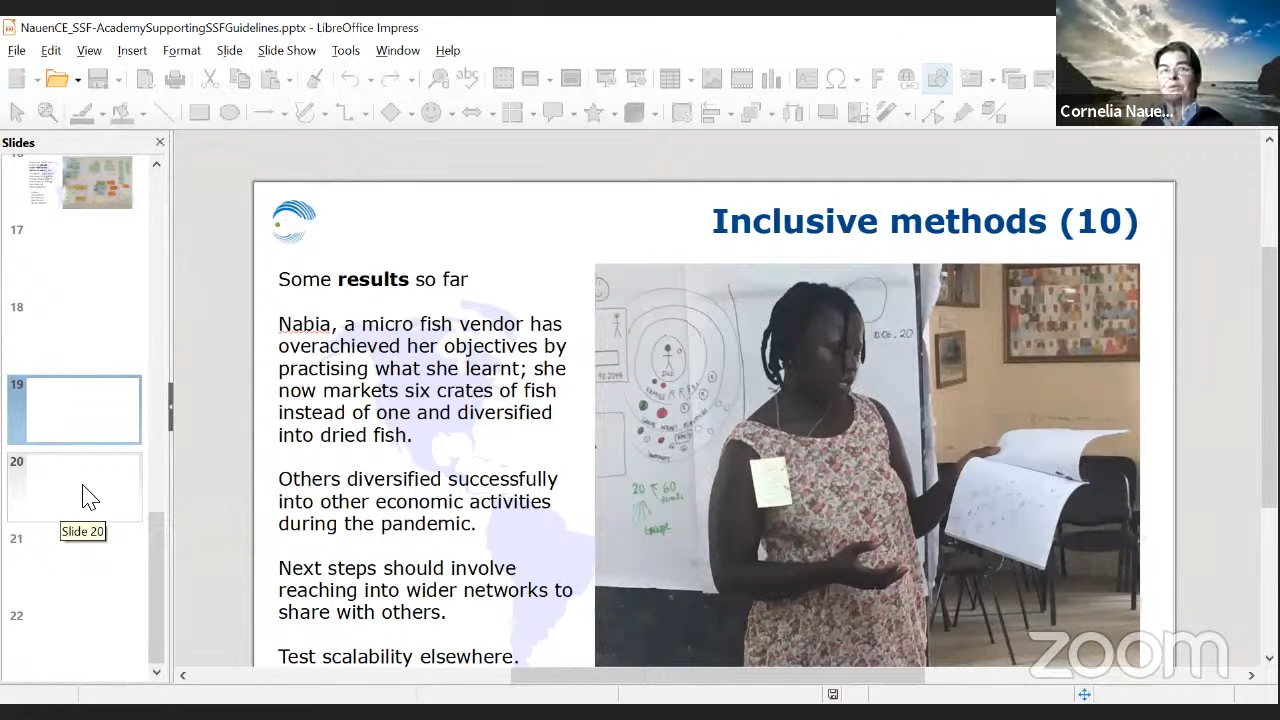 NauenCE_SSF-AcademySupportingSSFGuidelines.pptx - LibreOffice Impress
File Edit View Insert Format Slide Slide Show Tools Window Help
Cornelia Naue...
Slides
17
18
19
20
Slide 20
21
22
Inclusive methods (10)
Some results so far
Nabia, a micro fish vendor has
overachieved her objectives by
practising what she learnt; she
now markets six crates of fish
instead of one and diversified
into dried fish.
Others diversified successfully
into other economic activities
during the pandemic.
Next steps should involve
reaching into wider networks to
share with others.
Test scalability elsewhere.
20 60
zoom